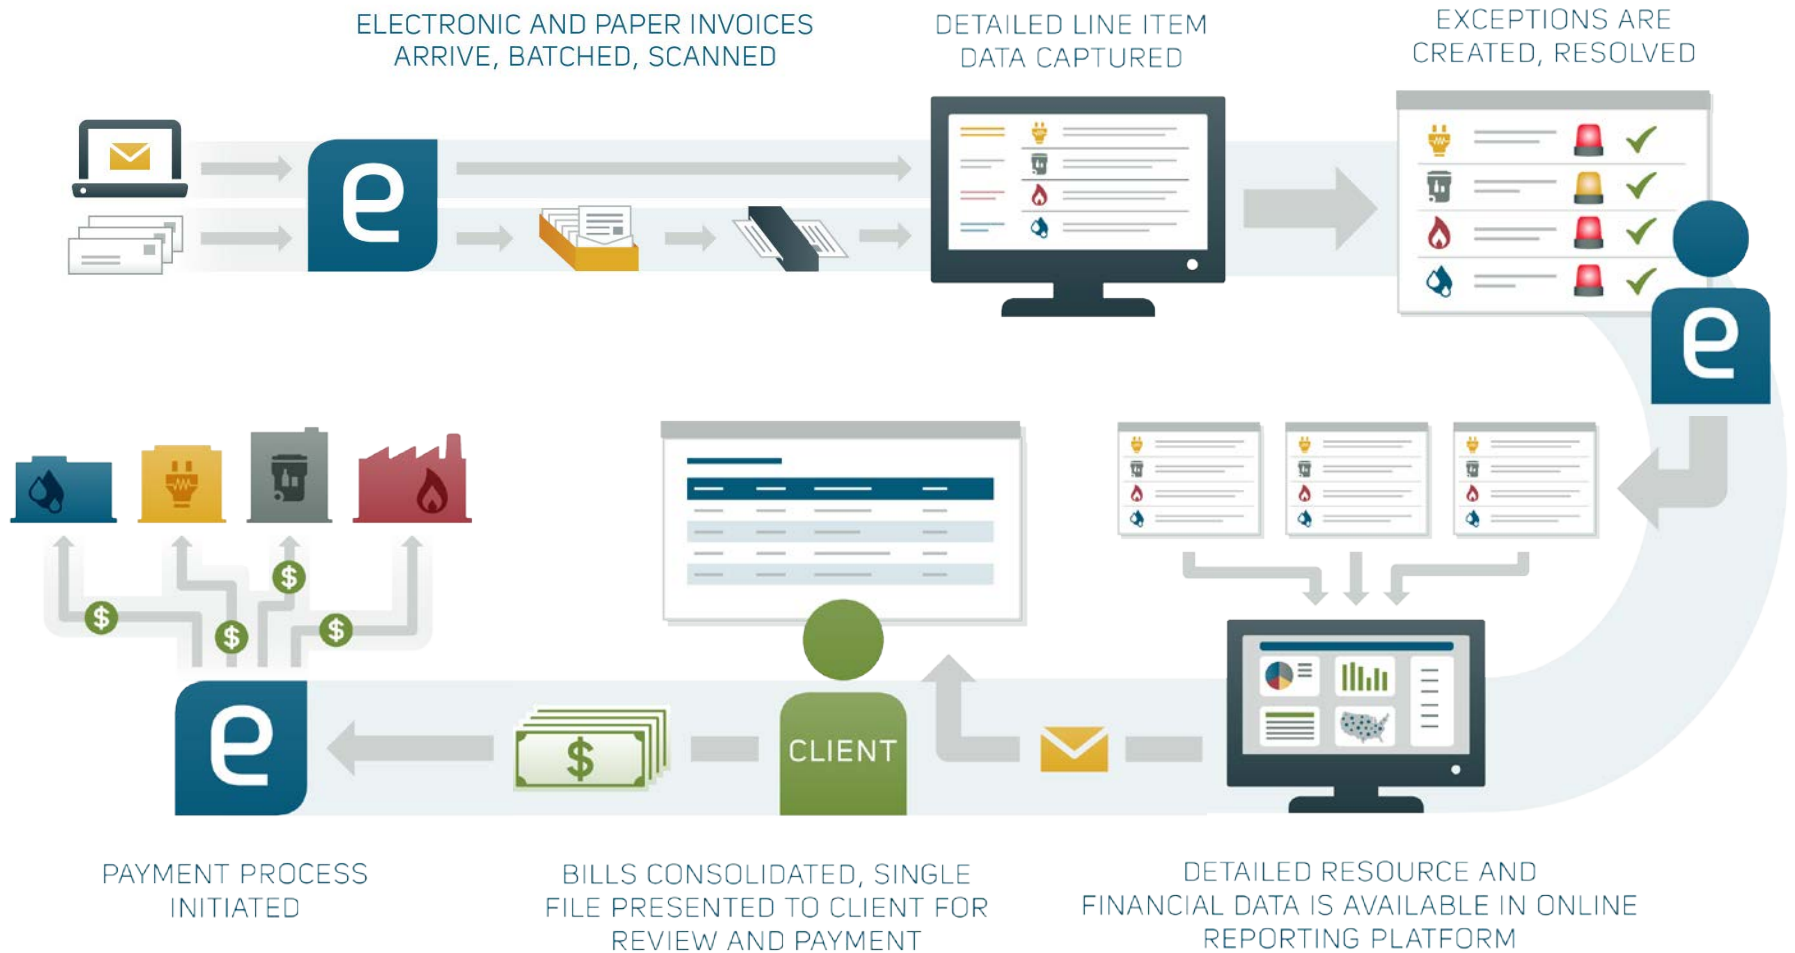 ELECTRONIC AND PAPER INVOICES
ARRIVE, BATCHED, SCANNED
DETAILED LINE ITEM
DATA CAPTURED
EXCEPTIONS ARE
CREATED, RESOLVED
e
e
$
$
$
$
e
$
CLIENT
PAYMENT PROCESS
INITIATED
BILLS CONSOLIDATED, SINGLE
FILE PRESENTED TO CLIENT FOR
REVIEW AND PAYMENT
DETAILED RESOURCE AND
FINANCIAL DATA IS AVAILABLE IN ONLINE
REPORTING PLATFORM